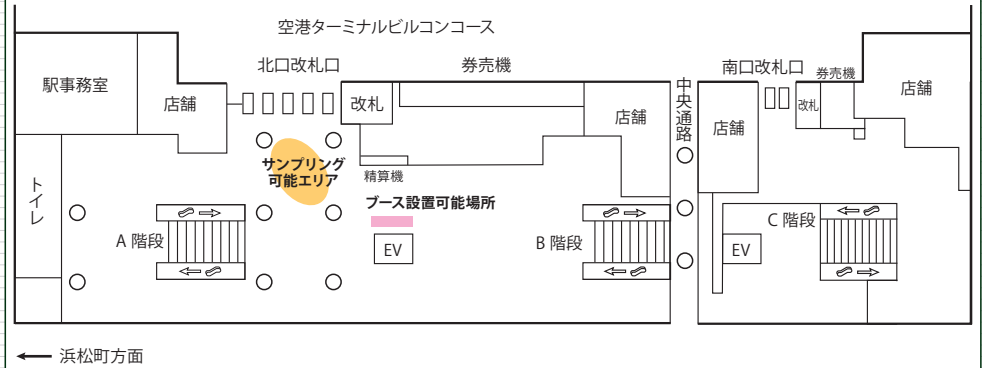 空港ターミナルビルコンコース
駅事務室
店舗
北口改札口
改札
券売機
店舗
中央通路
南口改札口
券売機
店舗
改札
店舗
サンプリング
可能エリア
精算機
ブース設置可能場所
トイレ
A 階段
EV
B 階段
EV
C 階段
浜松町方面